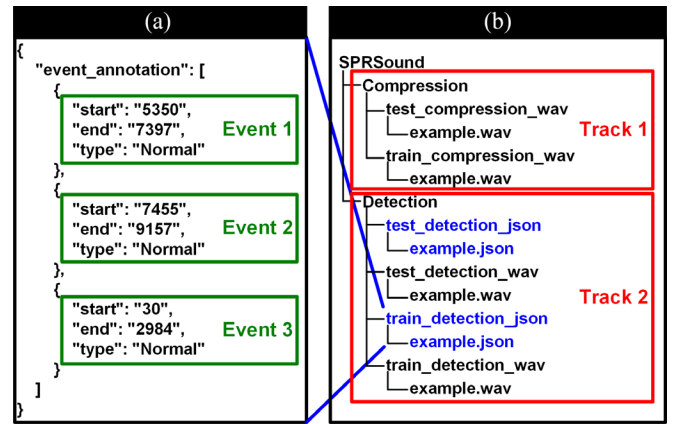 (a)
{
"event_annotation": [
{
"start": "5350",
"end": "7397",
"type": "Normal"
Event 1
},
{
"start": "7455",
"end": "9157",
"type": "Normal"
Event 2
},
{
"start": "30",
"end": "2984",
"type": "Normal"
Event 3
}
]
}
(b)
SPRSound
Compression
test_compression_wav
example.wav
train_compression_wav
example.wav
Track 1
Detection
test_detection_json
example.json
test_detection_wav
example.wav
train_detection_json
example.json
train_detection_wav
example.wav
Track 2